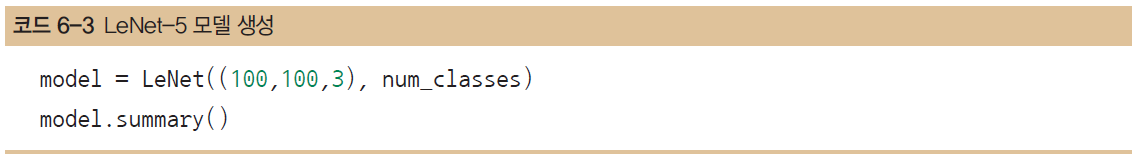 코드 6-3 LeNet-5 모델 생성
model = LeNet((100,100,3), num_classes)
model.summary()